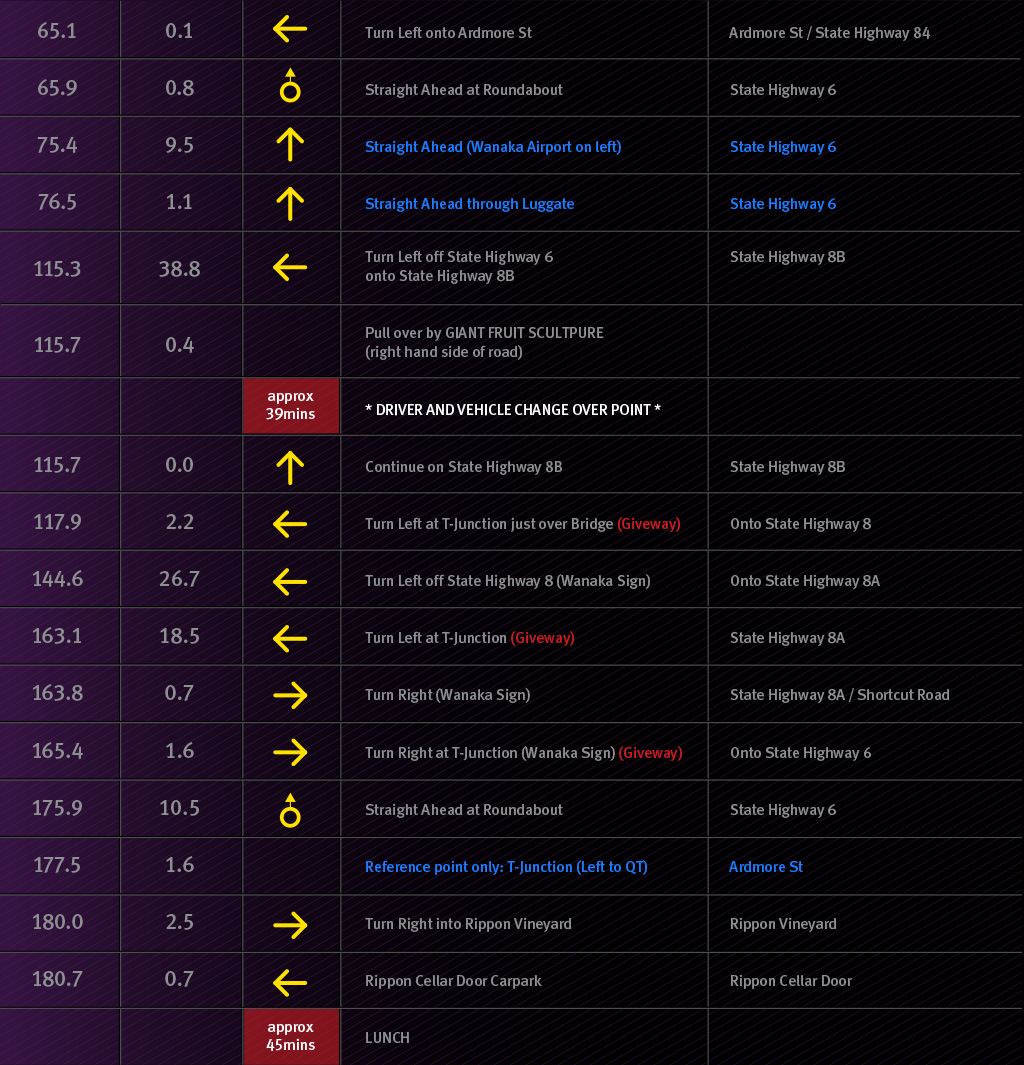 65.1 0.1 Turn Left onto Ardmore St Ardmore St / State Highway 84
65.9 0.8 Straight Ahead at Roundabout State Highway 6
75.4 9.5 Straight Ahead (Wanaka Airport on left) State Highway 6
76.5 1.1 Straight Ahead through Luggate State Highway 6
115.3 38.8 Turn Left off State Highway 6 State Highway 8B
onto State Highway 8B
115.7 0.4 Pull over by GIANT FRUIT SCULTPURE
(right hand side of road)
approx
39mins * DRIVER AND VEHICLE CHANGE OVER POINT *
115.7 0.0 Continue on State Highway 8B State Highway 8B
117.9 2.2 Turn Left at T-Junction just over Bridge (Giveway) Onto State Highway 8
144.6 26.7 Turn Left off State Highway 8 (Wanaka Sign) Onto State Highway 8A
163.1 18.5 Turn Left at T-Junction (Giveway) State Highway 8A
163.8 0.7 Turn Right (Wanaka Sign) State Highway 8A / Shortcut Road
165.4 1.6 Turn Right at T-Junction (Wanaka Sign) (Giveway) Onto State Highway 6
175.9 10.5 Straight Ahead at Roundabout State Highway 6
177.5 1.6 Reference point only: T-Junction (Left to QT) Ardmore St
180.0 2.5 Turn Right into Rippon Vineyard Rippon Vineyard
180.7 0.7 Rippon Cellar Door Carpark Rippon Cellar Door
approx
45mins LUNCH